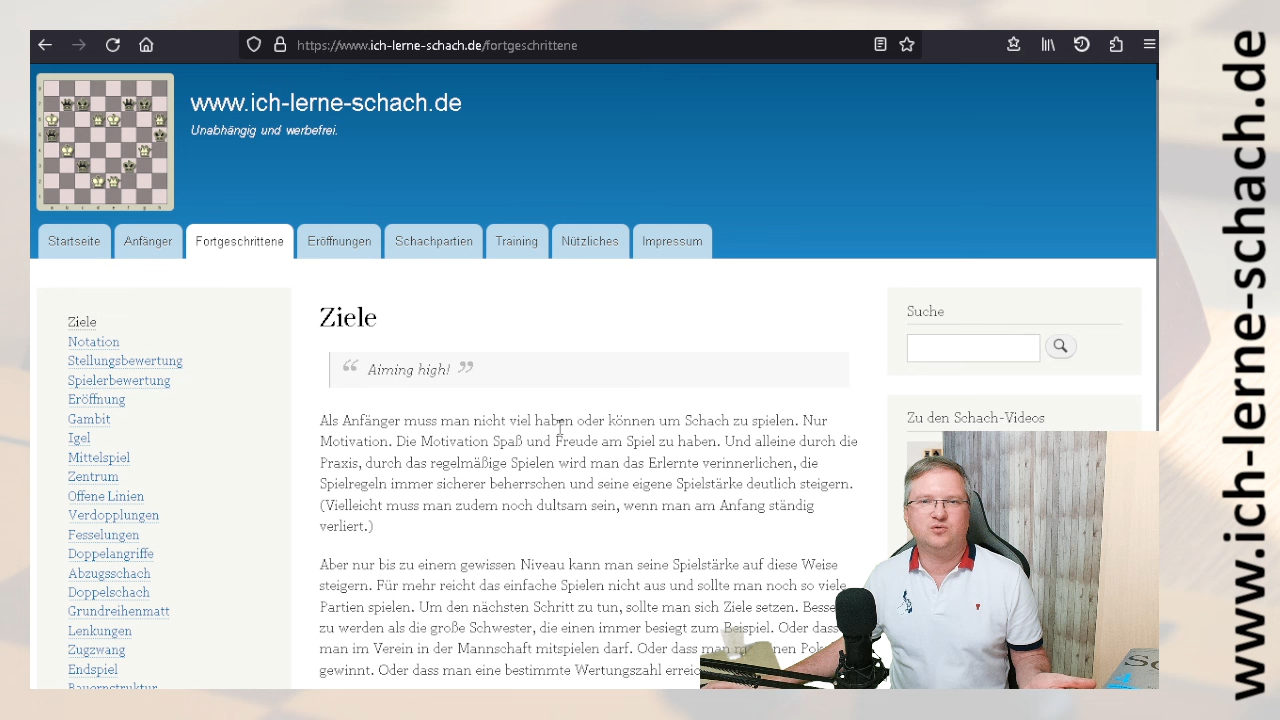 https://www.ich-lerne-schach.de/fortgeschrittene
www.ich-lerne-schach.de
Unabhängig und werbefrei.
Startseite
Anfänger
Fortgeschrittene
Eröffnungen
Schachpartien
Training
Nützliches
Impressum
Ziele
Notation
Stellungsbewertung
Spielerbewertung
Eröffnung
Gambit
Igel
Mittelspiel
Zentrum
Offene Linien
Verdopplungen
Fesselungen
Doppelangriffe
Abzugsschach
Doppelschach
Grundreihenmatt
Lenkungen
Zugzwang
Endspiel
Bauernstruktur
Ziele
“ Aiming high! ”
Als Anfänger muss man nicht viel haben oder können um Schach zu spielen. Nur
Motivation. Die Motivation Spaß und Freude am Spiel zu haben. Und alleine durch die
Praxis, durch das regelmäßige Spielen wird man das Erlernte verinnerlichen, die
Spielregeln immer sicherer beherrschen und seine eigene Spielstärke deutlich steigern.
(Vielleicht muss man zudem noch dultsam sein, wenn man am Anfang ständig
verliert.)
Aber nur bis zu einem gewissen Niveau kann man seine Spielstärke auf diese Weise
steigern. Für mehr reicht das einfache Spielen nicht aus und sollte man noch so viele
Partien spielen. Um den nächsten Schritt zu tun, sollte man sich Ziele setzen.
zu werden als die große Schwester, die einen immer besiegt zum Beispiel. Oder dass
man im Verein in der Mannschaft mitspielen darf. Oder dass
gewinnt. Oder dass man eine bestimmte Wertungszahl
Suche
Zu den Schach-Videos
www.ich-lerne-schach.de